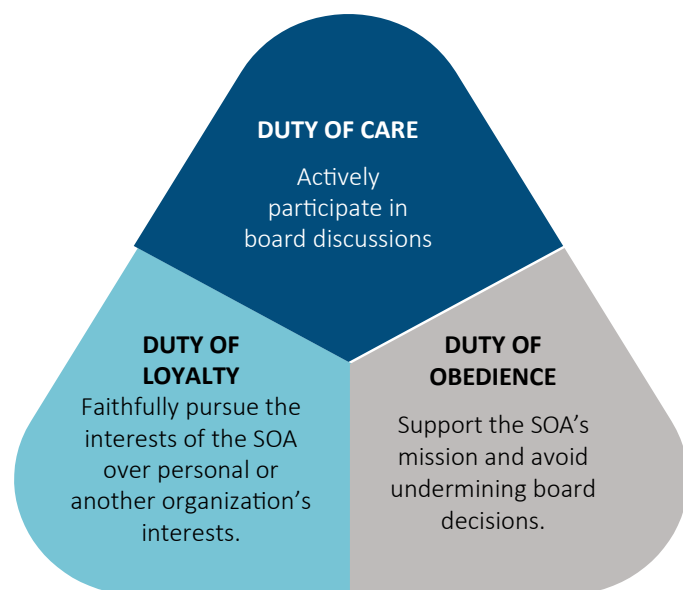 DUTY OF CARE
Actively
participate in
board discussions
DUTY OF
LOYALTY
Faithfully pursue the
interests of the SOA
over personal or
another organization’s
interests.
DUTY OF
OBEDIENCE
Support the SOA’s
mission and avoid
undermining board
decisions.